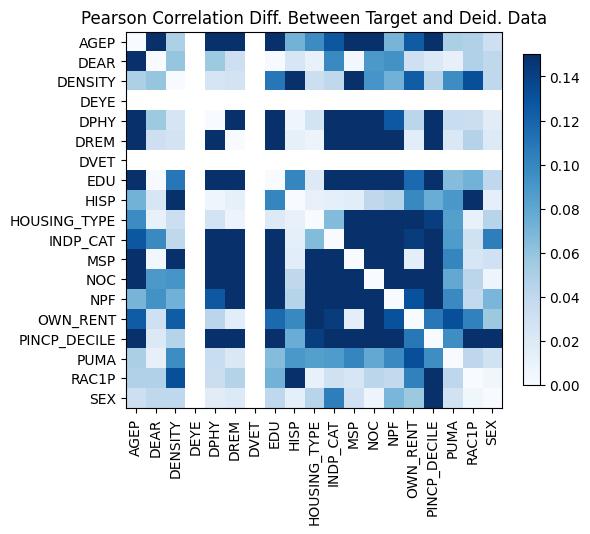 Pearson Correlation Diff. Between Target and Deid. Data
AGEP
DEAR
DENSITY
DEYE
DPHY
DREM
DVET
EDU
HISP
HOUSING_TYPE
INDP_CAT
MSP
NOC
NPF
OWN_RENT
PINCP_DECILE
PUMA
RAC1P
SEX
AGEP
DEAR
DENSITY
DEYE
DPHY
DREM
DVET
EDU
HISP
HOUSING_TYPE
INDP_CAT
MSP
NOC
NPF
OWN_RENT
PINCP_DECILE
PUMA
RAC1P
SEX
0.14
0.12
0.10
0.08
0.06
0.04
0.02
0.00